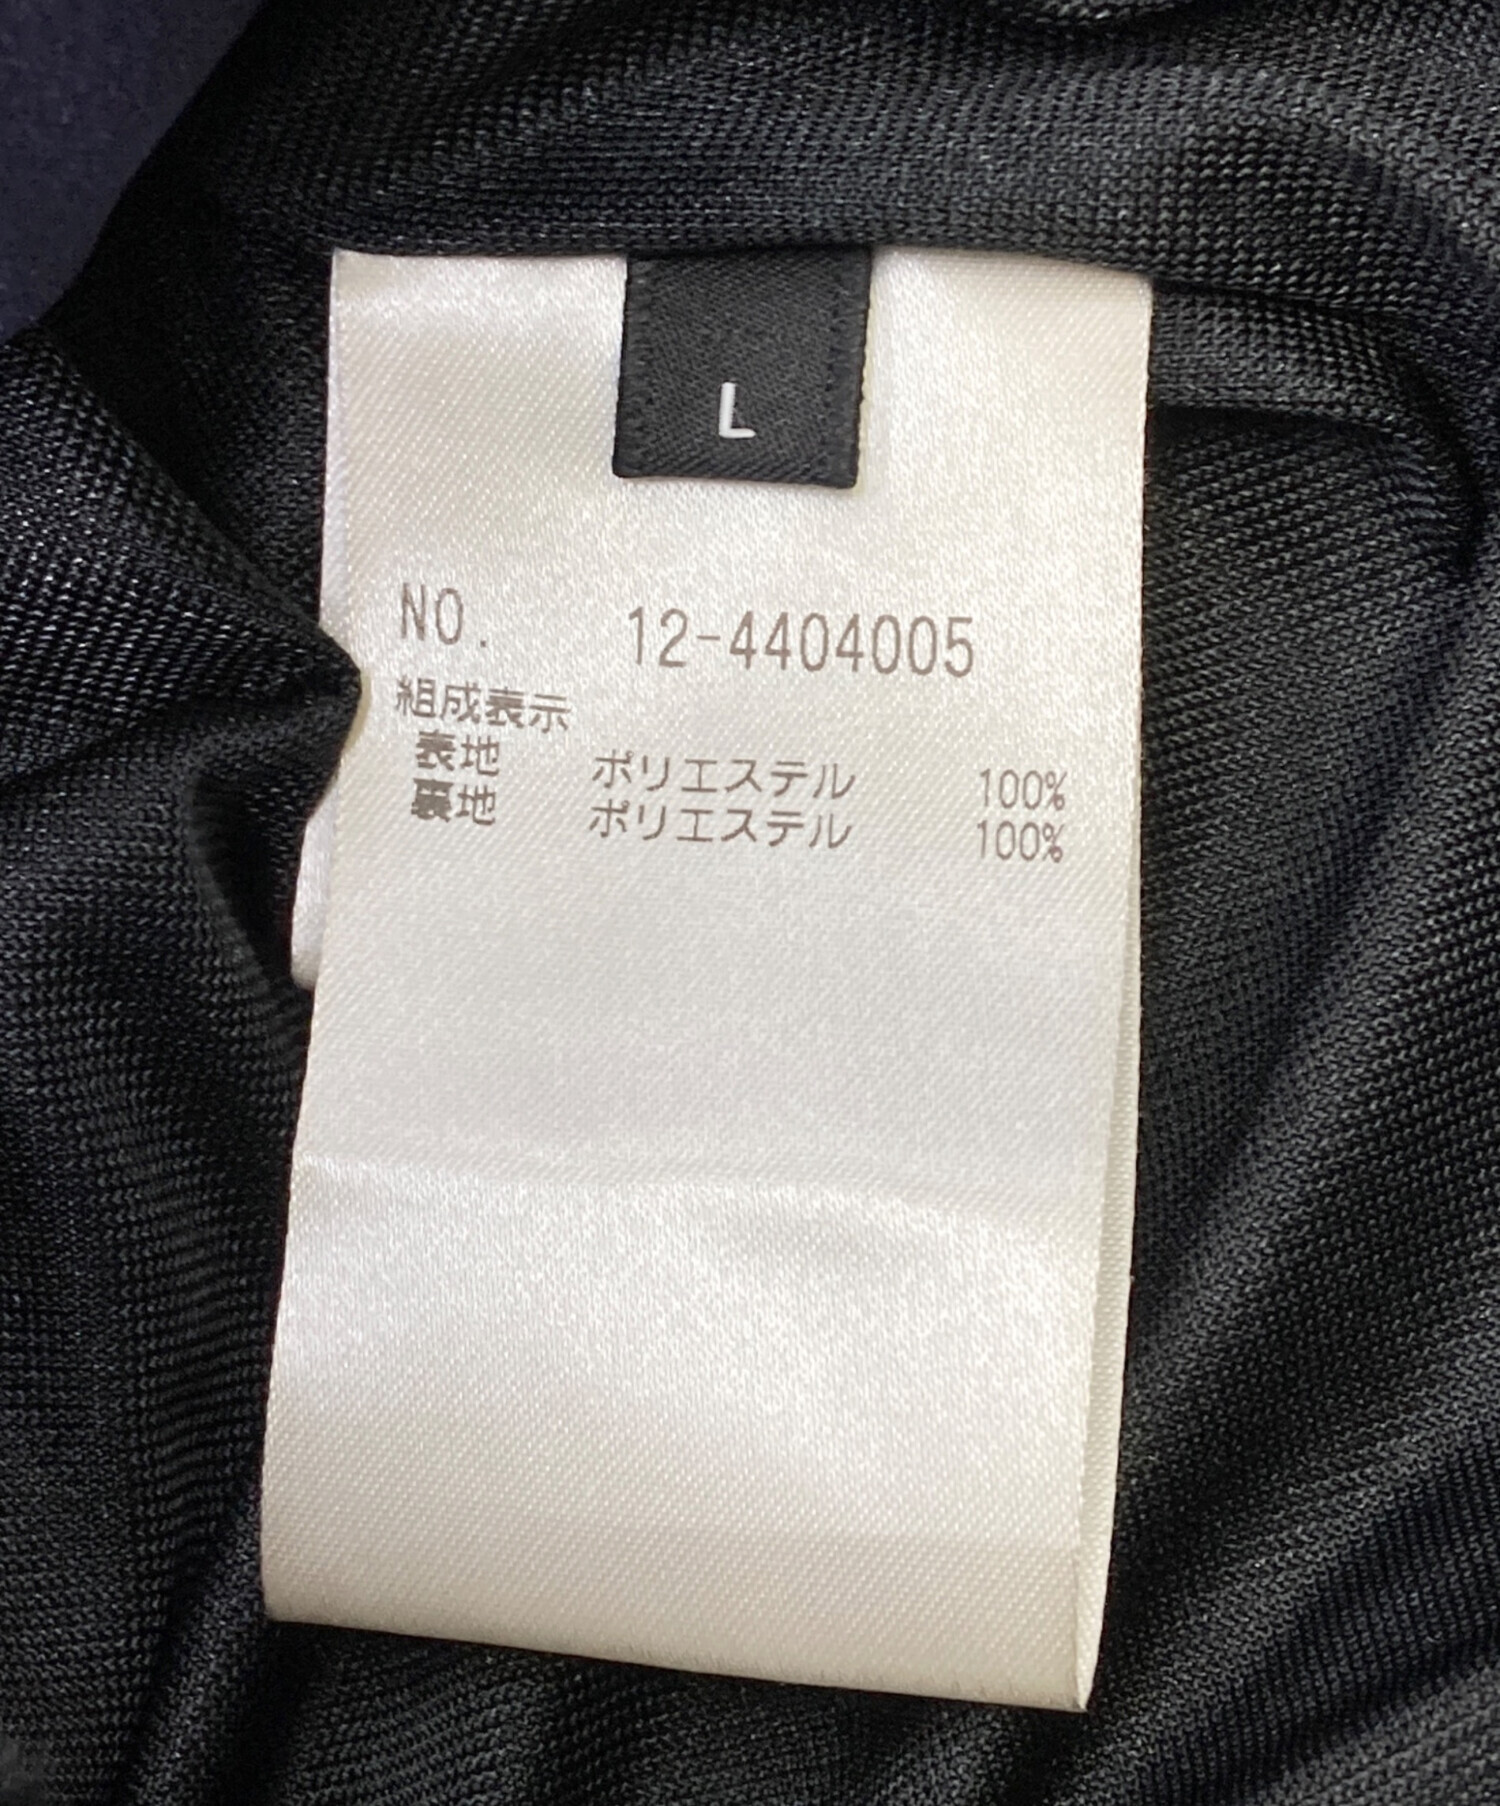 L
NO. 12-4404005
組成表示
表地 ポリエステル 100%
裏地 ポリエステル 100%